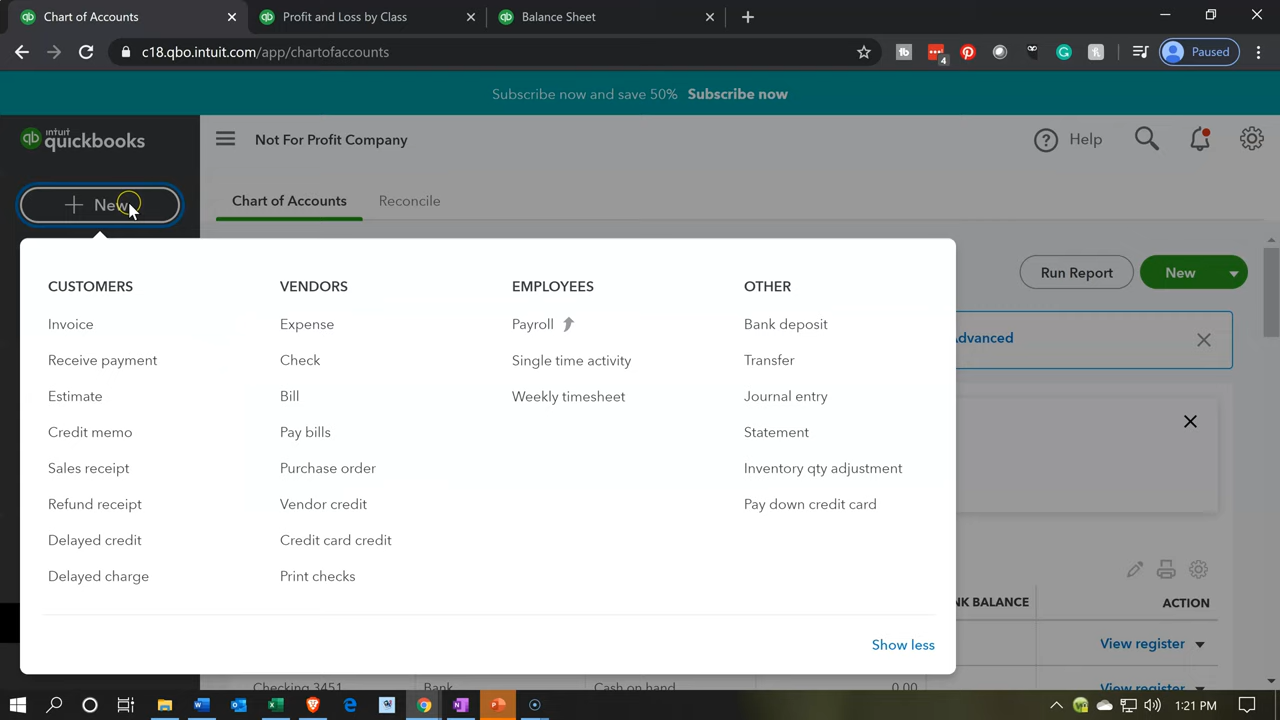 Chart of Accounts
Profit and Loss by Class
Balance Sheet
c18.qbo.intuit.com/app/chartofaccounts
4
Paused
Subscribe now and save 50% Subscribe now
intuit
quickbooks
Not For Profit Company
Help
New
Chart of Accounts
Reconcile
CUSTOMERS
Invoice
Receive payment
Estimate
Credit memo
Sales receipt
Refund receipt
Delayed credit
Delayed charge
VENDORS
Expense
Check
Bill
Pay bills
Purchase order
Vendor credit
Credit card credit
Print checks
EMPLOYEES
Payroll
Single time activity
Weekly timesheet
OTHER
Bank deposit
Transfer
Journal entry
Statement
Inventory qty adjustment
Pay down credit card
Show less
Run Report
New
Advanced
NK BALANCE
ACTION
View register
Checking 3451
Bank
Cash on hand
0.00
View register
1:21 PM